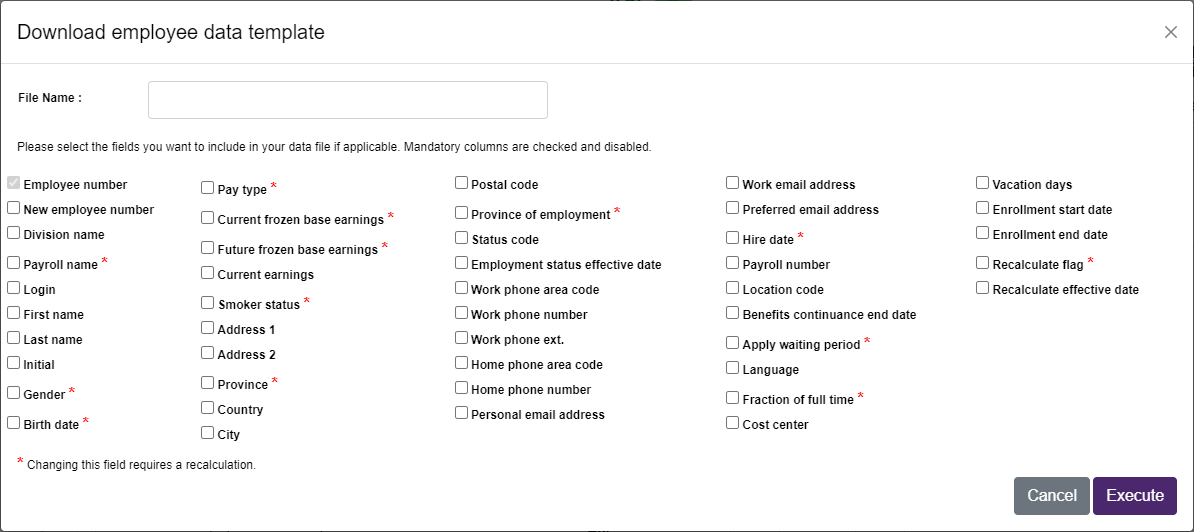 Download employee data template
File Name :
Please select the fields you want to include in your data file if applicable. Mandatory columns are checked and disabled.
Employee number
New employee number
Division name
Payroll name *
Login
First name
Last name
Initial
Gender *
Birth date *
Pay type *
Current frozen base earnings *
Future frozen base earnings *
Current earnings
Smoker status *
Address 1
Address 2
Province *
Country
City
Postal code
Province of employment *
Status code
Employment status effective date
Work phone area code
Work phone number
Work phone ext.
Home phone area code
Home phone number
Personal email address
Work email address
Preferred email address
Hire date *
Payroll number
Location code
Benefits continuance end date
Apply waiting period *
Language
Fraction of full time *
Cost center
Vacation days
Enrollment start date
Enrollment end date
Recalculate flag *
Recalculate effective date
* Changing this field requires a recalculation.
Cancel
Execute